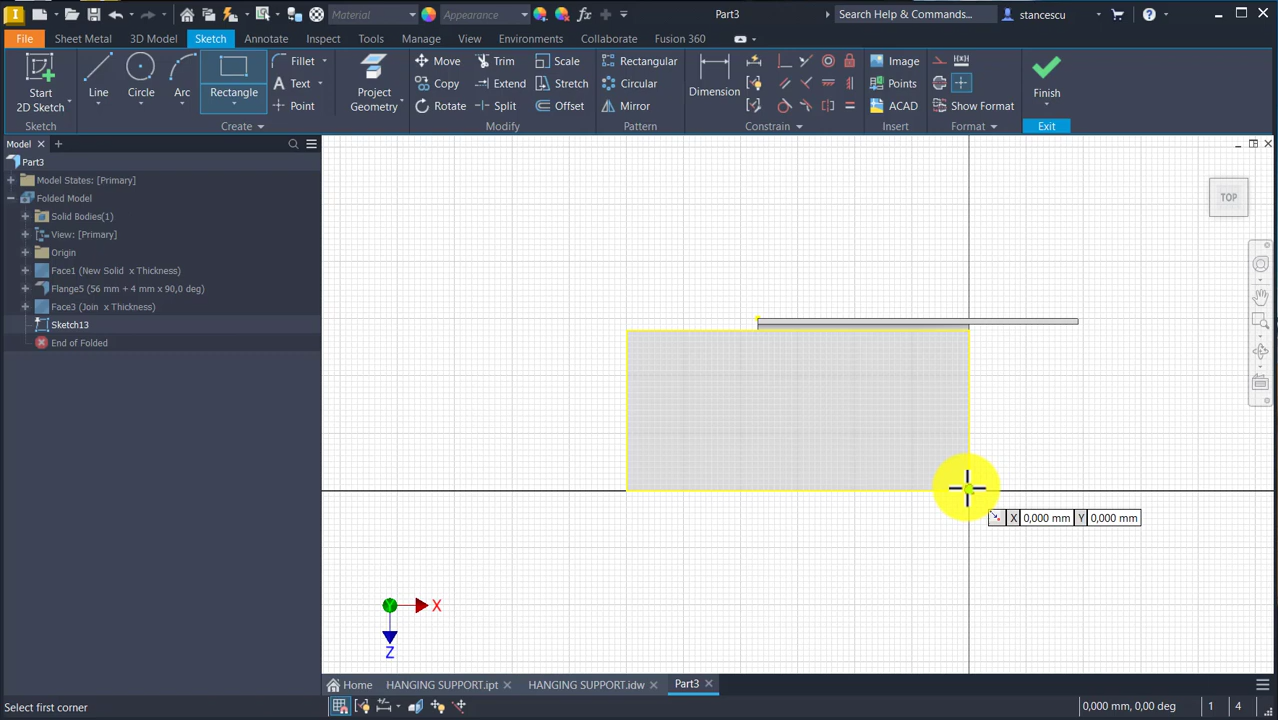 Material
Appearance
Part3
Search Help & Commands...
stancescu
File
Sheet Metal
3D Model
Sketch
Annotate
Inspect
Tools
Manage
View
Environments
Collaborate
Fusion 360
Start
2D Sketch
Line
Circle
Arc
Rectangle
Fillet
Text
Point
Project
Geometry
Move
Copy
Rotate
Trim
Extend
Split
Scale
Stretch
Offset
Rectangular
Circular
Mirror
Dimension
Image
Points
ACAD
Show Format
Finish
Sketch
Create
Modify
Pattern
Constrain
Insert
Format
Exit
Model
Part3
Model States: [Primary]
Folded Model
Solid Bodies(1)
View: [Primary]
Origin
Face1 (New Solid x Thickness)
Flange5 (56 mm + 4 mm x 90,0 deg)
Face3 (Join x Thickness)
Sketch13
End of Folded
TOP
X 0,000 mm Y 0,000 mm
X
Y
Z
Home
HANGING SUPPORT.ipt
HANGING SUPPORT.idw
Part3
Select first corner
0,000 mm, 0,00 deg
1
4